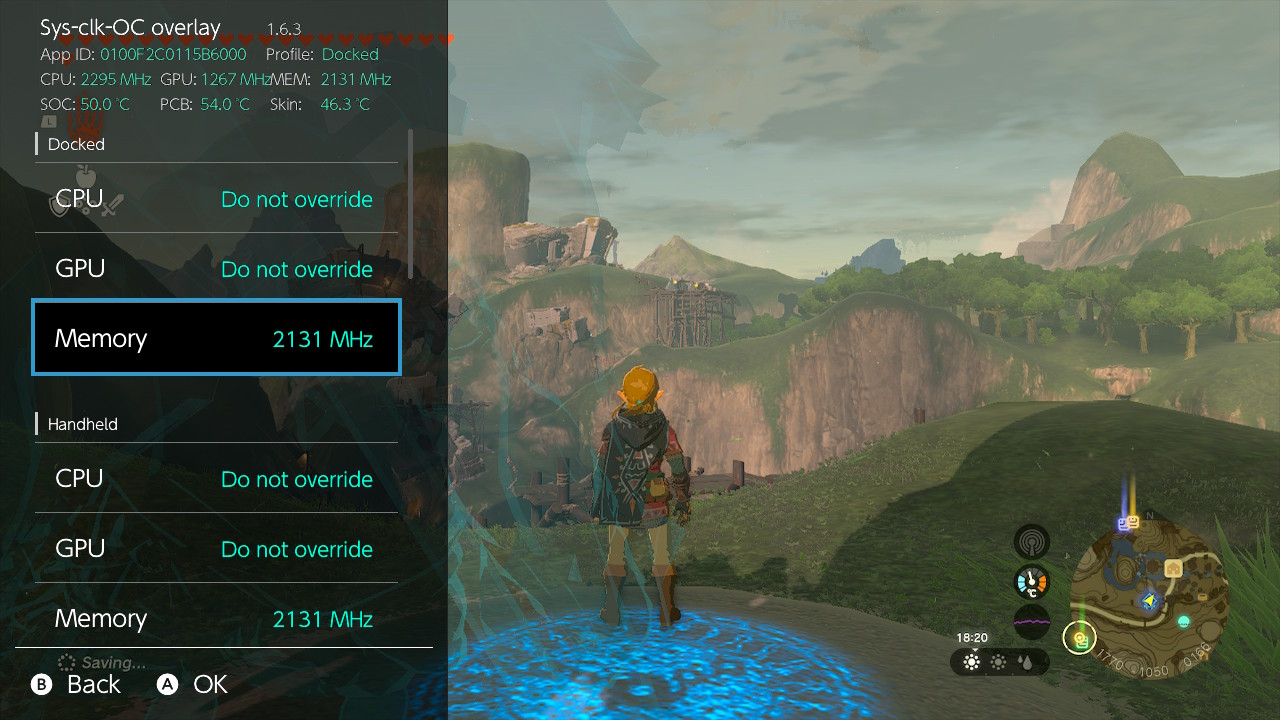 Sys-clk-OC overlay 1.6.3
App ID: 0100F2C0115B6000 Profile: Docked
CPU: 2295 MHz GPU: 1267 MHz MEM: 2131 MHz
SOC: 50.0 °C PCB: 54.0 °C Skin: 46.3 °C
L
Docked
CPU Do not override
GPU Do not override
Memory 2131 MHz
Handheld
CPU Do not override
GPU Do not override
Memory 2131 MHz
Saving...
B Back A OK
N
°C
18:20
1770 -1050 0166